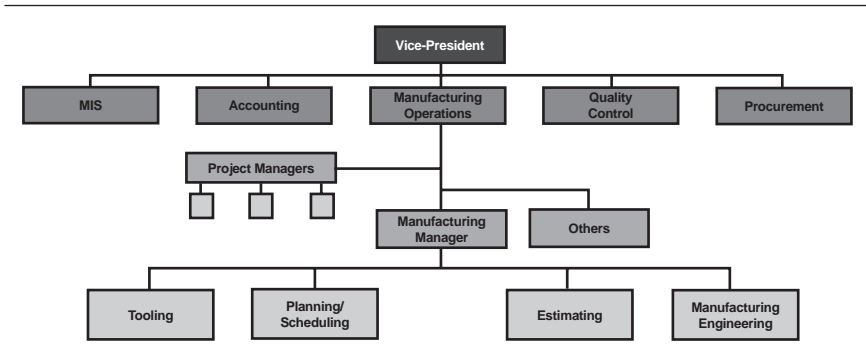 Vice-President
MIS
Accounting
Manufacturing
Operations
Quality
Control
Procurement
Project Managers
Manufacturing
Manager
Others
Tooling
Planning/
Scheduling
Estimating
Manufacturing
Engineering